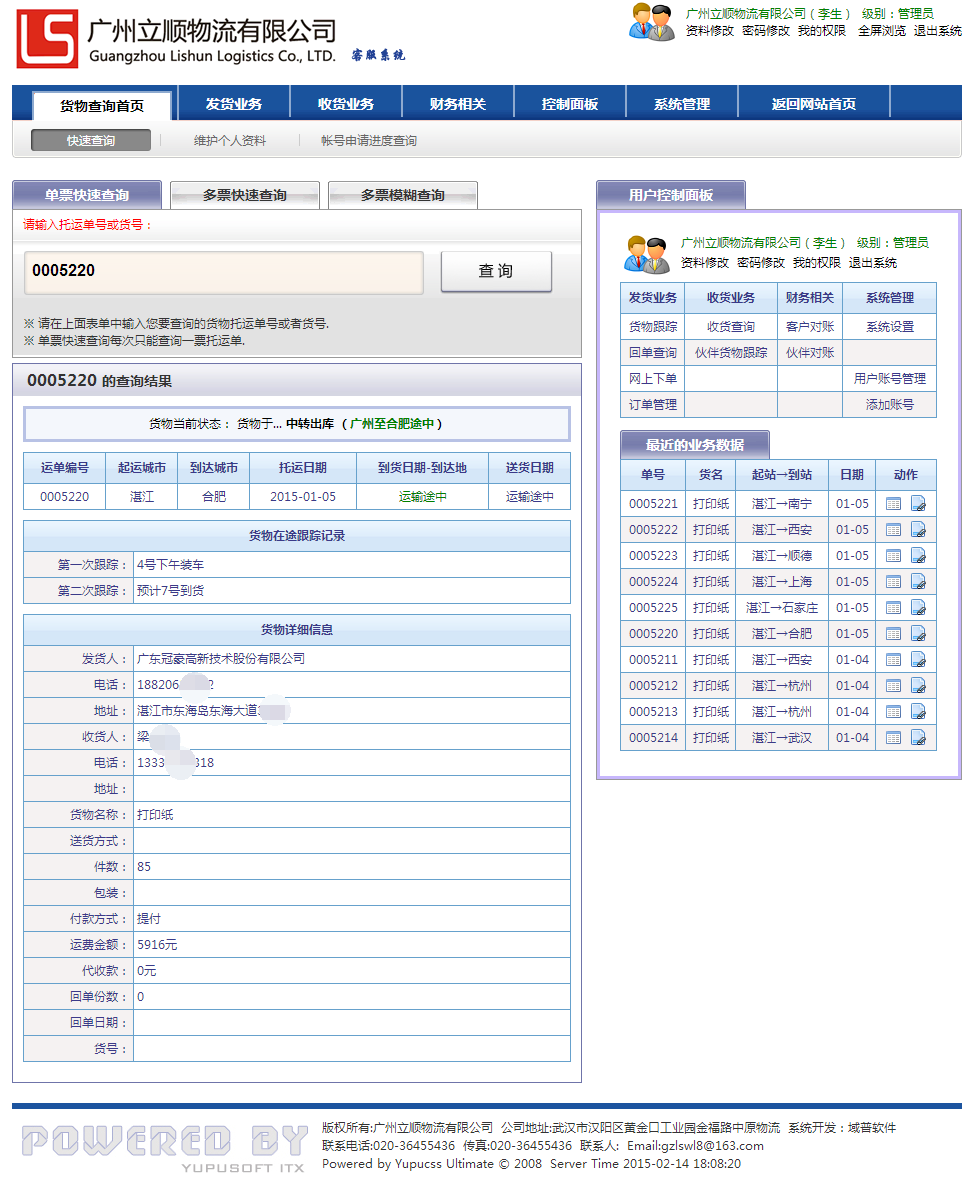 广州立顺物流有限公司
Guangzhou Lishun Logistics Co., LTD. 客服系统
广州立顺物流有限公司（李生） 级别：管理员
资料修改 密码修改 我的权限 全屏浏览 退出系统
货物查询首页 发货业务 收货业务 财务相关 控制面板 系统管理 返回网站首页
快速查询 维护个人资料 帐号申请进度查询
单票快速查询 多票快速查询 多票模糊查询
请输入托运单号或货号：
0005220 查 询
※ 请在上面表单中输入您要查询的货物托运单号或者货号.
※ 单票快速查询每次只能查询一票托运单.
0005220 的查询结果
货物当前状态： 货物于... 中转出库 （广州至合肥途中）
运单编号 起运城市 到达城市 托运日期 到货日期-到达地 送货日期
0005220 湛江 合肥 2015-01-05 运输途中 运输途中
货物在途跟踪记录
第一次跟踪： 4号下午装车
第二次跟踪： 预计7号到货
货物详细信息
发货人： 广东冠豪高新技术股份有限公司
电话： 188206 2
地址： 湛江市东海岛东海大道
收货人： 梁
电话： 1333 318
地址：
货物名称： 打印纸
送货方式：
件数： 85
包装：
付款方式： 提付
运费金额： 5916元
代收款： 0元
回单份数： 0
回单日期：
货号：
用户控制面板
广州立顺物流有限公司（李生） 级别：管理员
资料修改 密码修改 我的权限 退出系统
发货业务 收货业务 财务相关 系统管理
货物跟踪 收货查询 客户对账 系统设置
回单查询 伙伴货物跟踪 伙伴对账
网上下单 用户账号管理
订单管理 添加账号
最近的业务数据
单号 货名 起站→到站 日期 动作
0005221 打印纸 湛江→南宁 01-05
0005222 打印纸 湛江→西安 01-05
0005223 打印纸 湛江→顺德 01-05
0005224 打印纸 湛江→上海 01-05
0005225 打印纸 湛江→石家庄 01-05
0005220 打印纸 湛江→合肥 01-05
0005211 打印纸 湛江→西安 01-04
0005212 打印纸 湛江→杭州 01-04
0005213 打印纸 湛江→杭州 01-04
0005214 打印纸 湛江→武汉 01-04
POWERED BY
YUPUSOFT ITX
版权所有:广州立顺物流有限公司 公司地址:武汉市汉阳区黄金口工业园金福路中原物流 系统开发：域普软件
联系电话:020-36455436 传真:020-36455436 联系人: Email:gzlswl8@163.com
Powered by Yupucss Ultimate © 2008 Server Time 2015-02-14 18:08:20